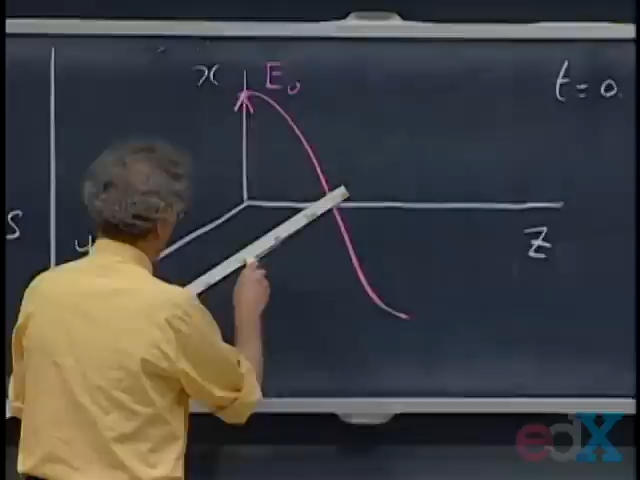 x E₀ t=0.
S y
z
edX